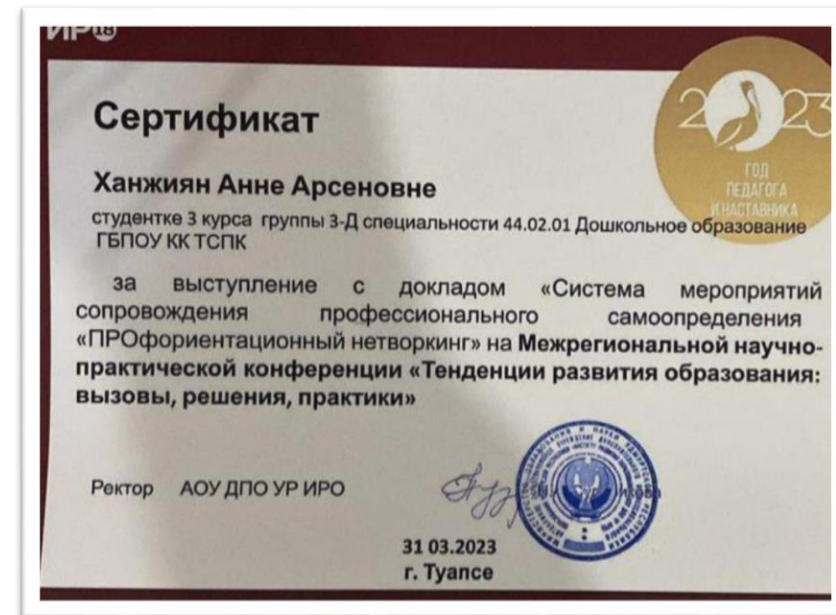 ИР 18
2023
ГОД
ПЕДАГОГА
И НАСТАВНИКА
Сертификат
Ханжиян Анне Арсеновне
студентке 3 курса группы 3-Д специальности 44.02.01 Дошкольное образование
ГБПОУ КК ТСПК
за выступление с докладом «Система мероприятий
сопровождения профессионального самоопределения
«ПРОфориентационный нетворкинг» на Межрегиональной научно-
практической конференции «Тенденции развития образования:
вызовы, решения, практики»
Ректор АОУ ДПО УР ИРО
31 03.2023
г. Туапсе